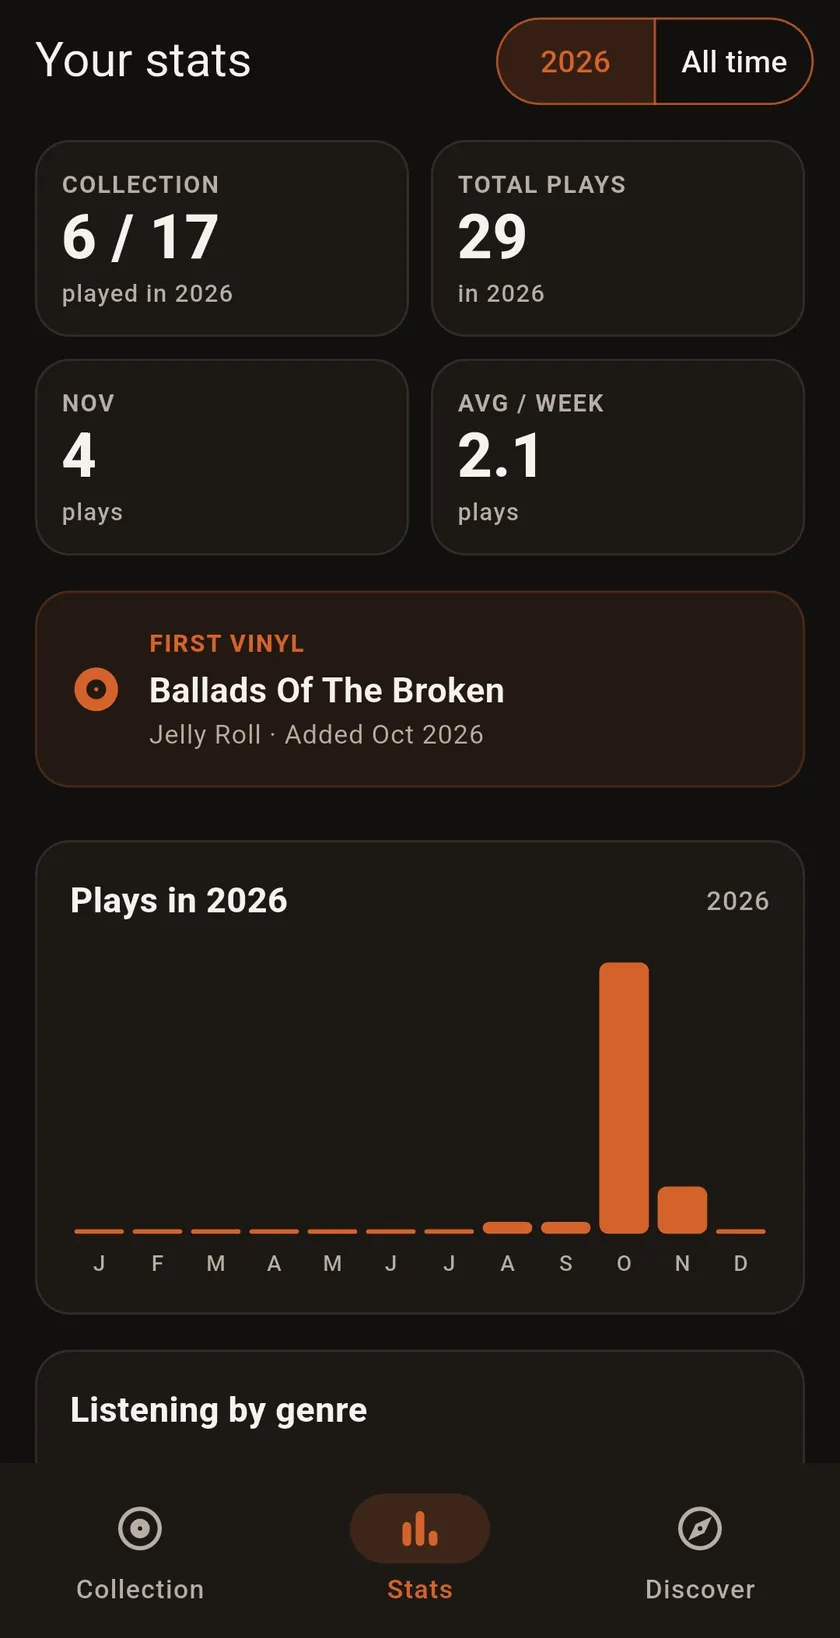 Your stats
2026
All time
COLLECTION
6 / 17
played in 2026
TOTAL PLAYS
29
in 2026
NOV
4
plays
AVG / WEEK
2.1
plays
FIRST VINYL
Ballads Of The Broken
Jelly Roll · Added Oct 2026
Plays in 2026
2026
J F M A M J J A S O N D
Listening by genre
Collection
Stats
Discover